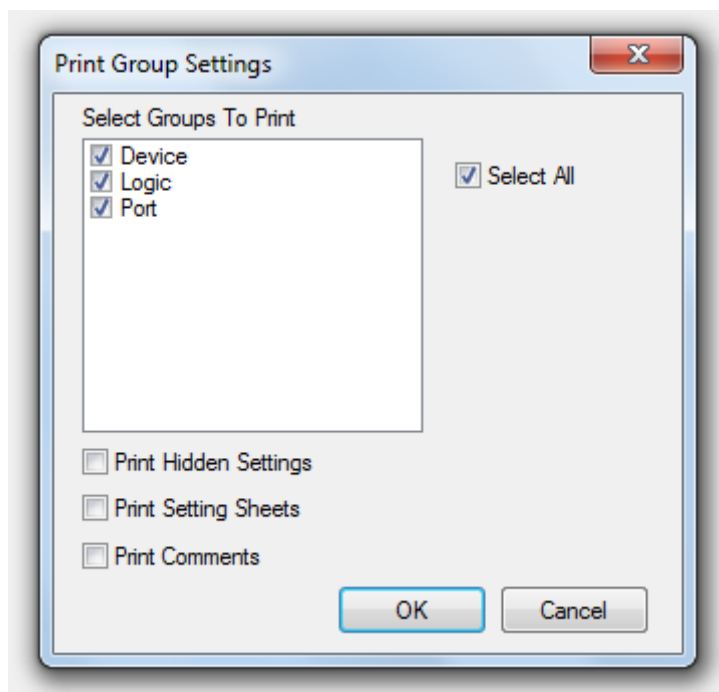 Print Group Settings
Select Groups To Print
Device
Logic
Port
Select All
Print Hidden Settings
Print Setting Sheets
Print Comments
OK
Cancel